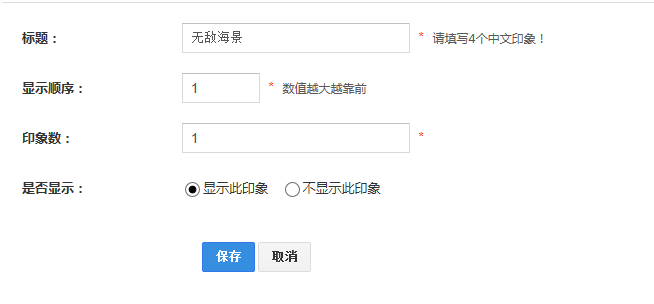 标题： 无敌海景 * 请填写4个中文印象！
显示顺序： 1 * 数值越大越靠前
印象数： 1 *
是否显示： 显示此印象 不显示此印象
保存 取消